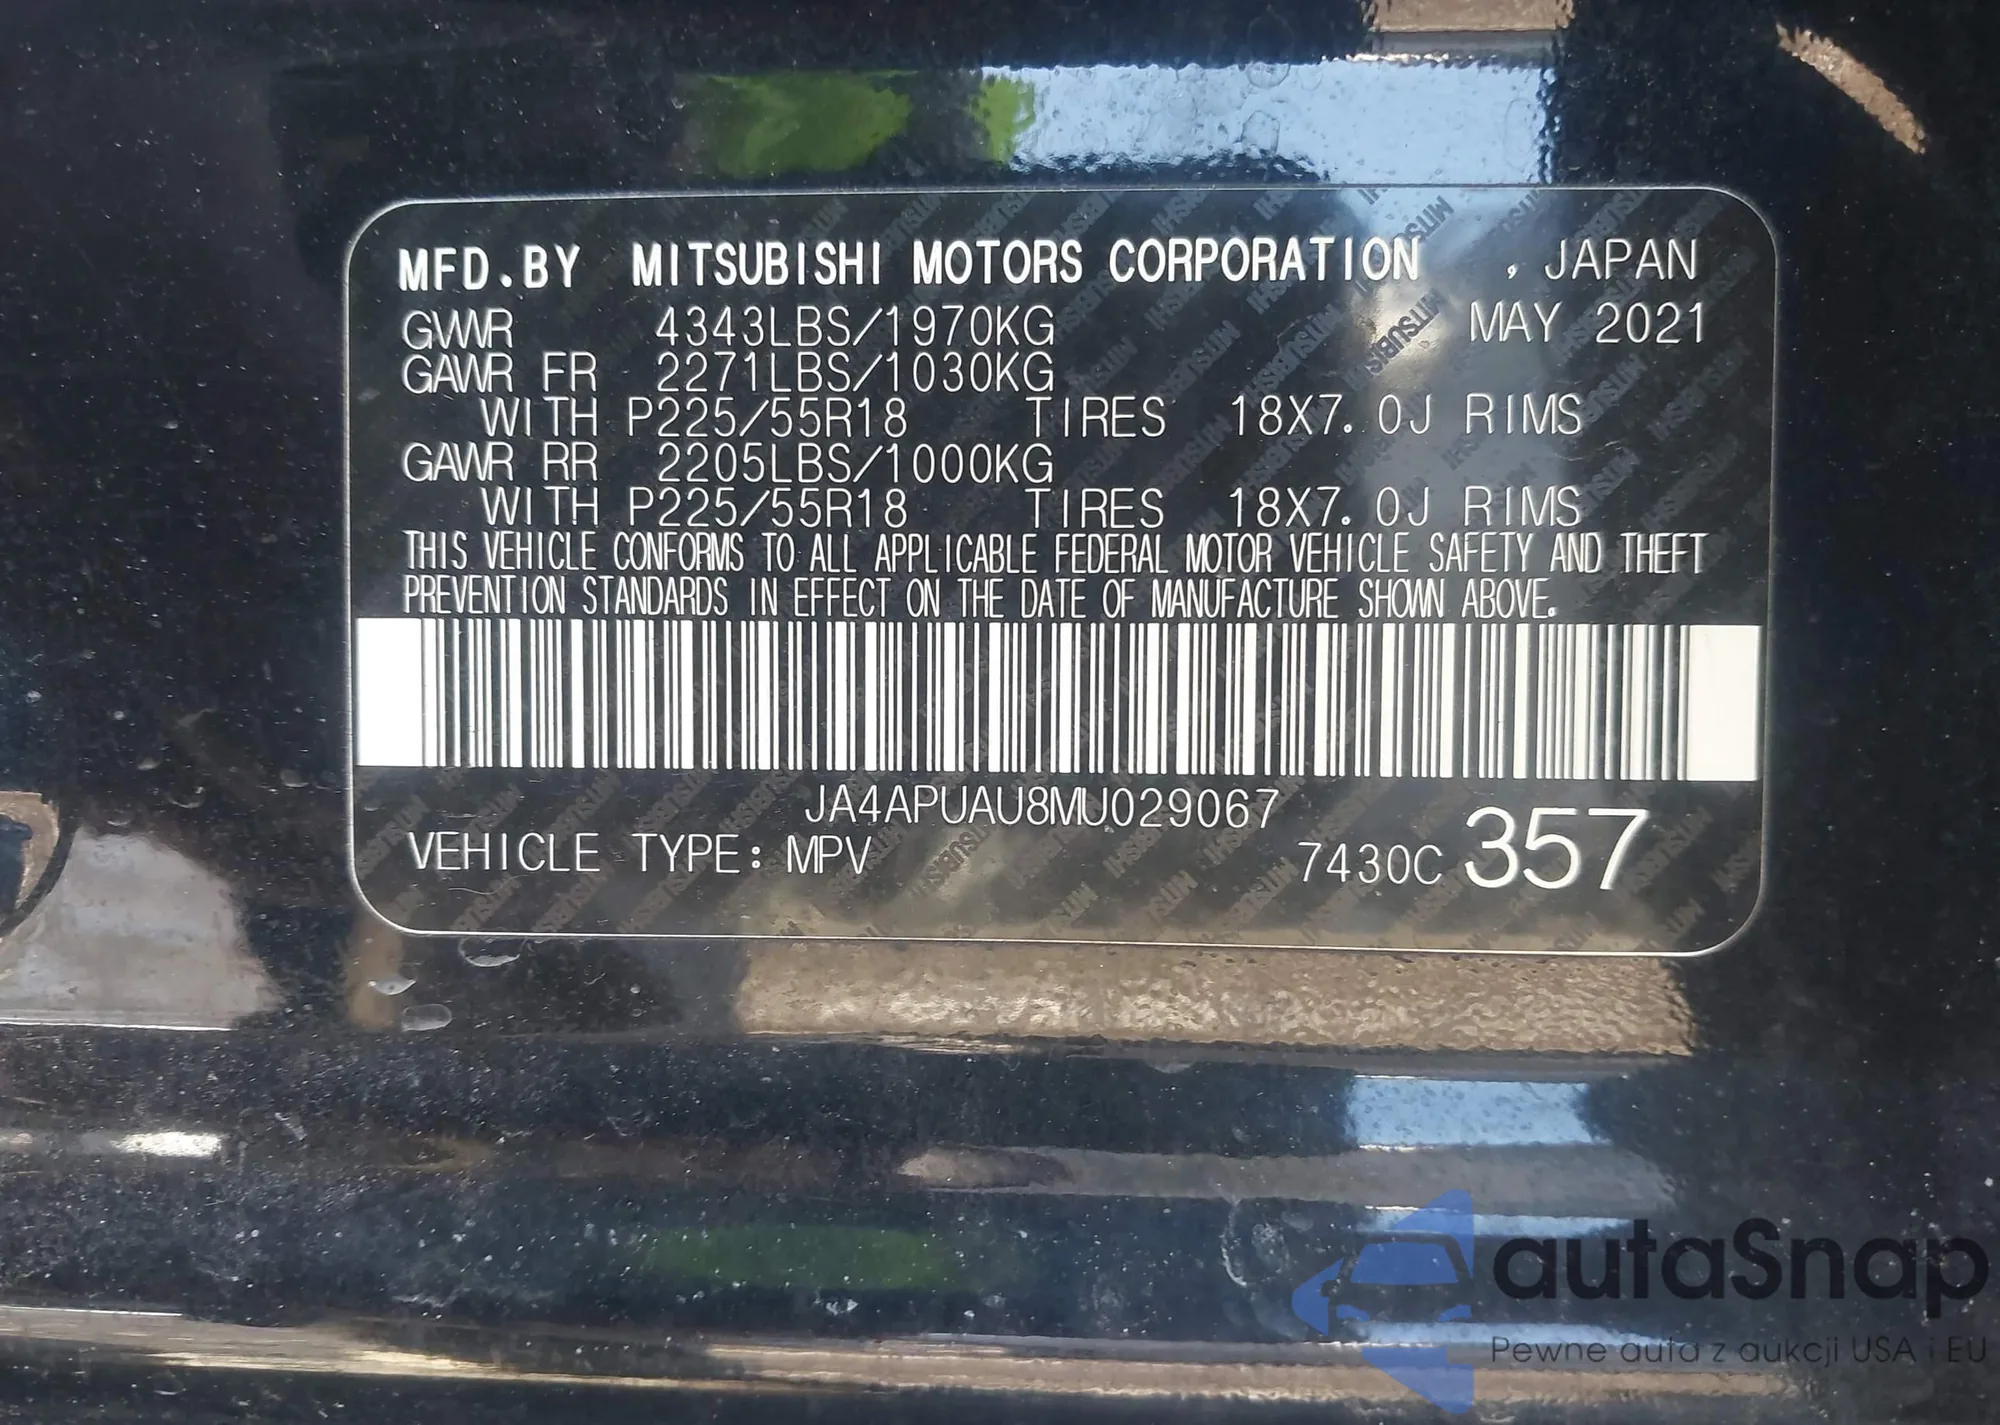 MFD.BY MITSUBISHI MOTORS CORPORATION , JAPAN
GVWR 4343LBS/1970KG MAY 2021
GAWR FR 2271LBS/1030KG
WITH P225/55R18 TIRES 18X7.0J RIMS
GAWR RR 2205LBS/1000KG
WITH P225/55R18 TIRES 18X7.0J RIMS
THIS VEHICLE CONFORMS TO ALL APPLICABLE FEDERAL MOTOR VEHICLE SAFETY AND THEFT
PREVENTION STANDARDS IN EFFECT ON THE DATE OF MANUFACTURE SHOWN ABOVE.
JA4APUAU8MU029067
VEHICLE TYPE: MPV 7430C 357
autaSnap
Pewne auta z aukcji USA i EU